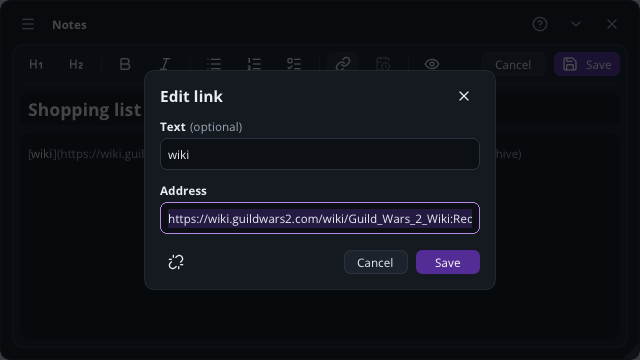 Notes
H1 H2 B I Cancel Save
Shopping list
[wiki](https://wiki.guil hive)
Edit link
Text (optional)
wiki
Address
https://wiki.guildwars2.com/wiki/Guild_Wars_2_Wiki:Rec
Cancel Save